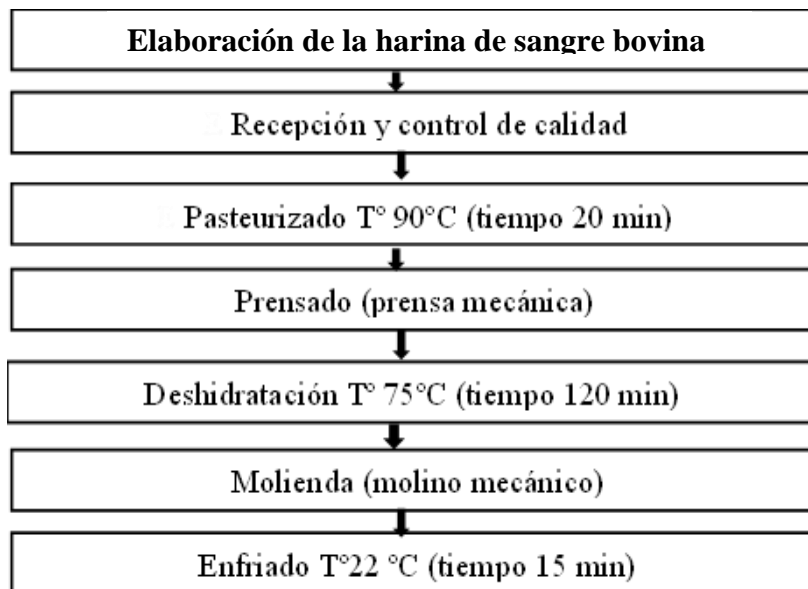 Elaboración de la harina de sangre bovina
Recepción y control de calidad
Pasteurizado T° 90°C (tiempo 20 min)
Prensado (prensa mecánica)
Deshidratación T° 75°C (tiempo 120 min)
Molienda (molino mecánico)
Enfriado T°22 °C (tiempo 15 min)